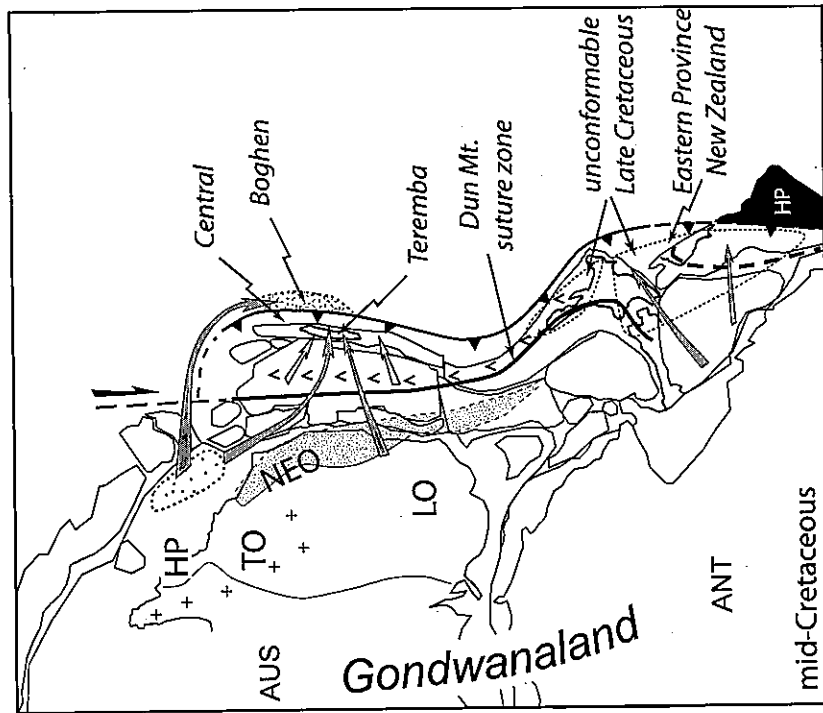 Central
Boghen
Teremba
Dun Mt.
suture zone
unconformable
Late Cretaceous
Eastern Province
New Zealand
HP
HP
NEO
TO
LO
AUS
Gondwanaland
ANT
mid-Cretaceous